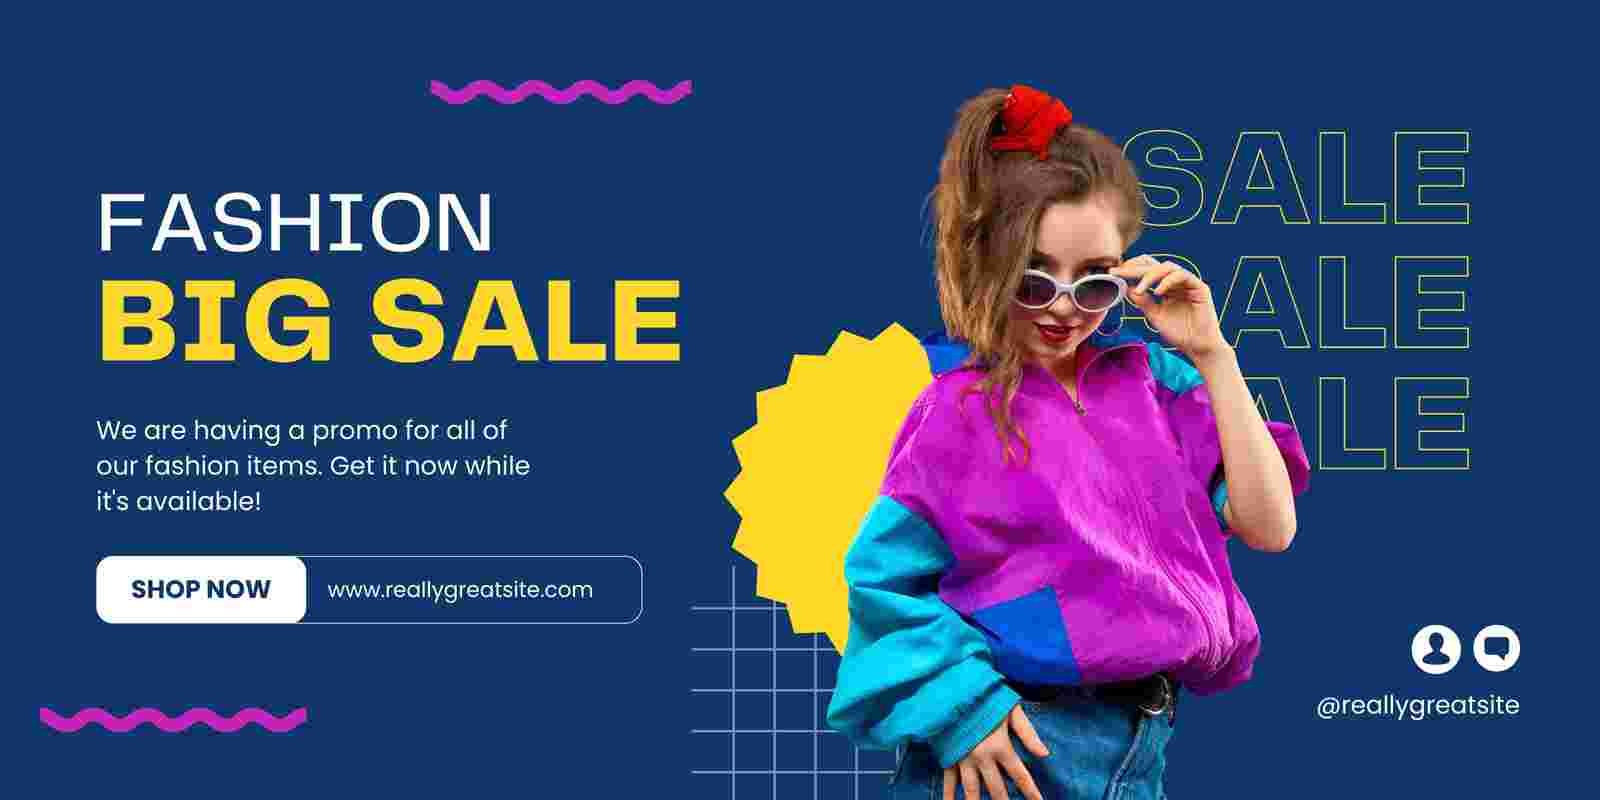 FASHION
BIG SALE
We are having a promo for all of
our fashion items. Get it now while
it's available!
SHOP NOW
www.reallygreatsite.com
SALE
SALE
SALE
@reallygreatsite